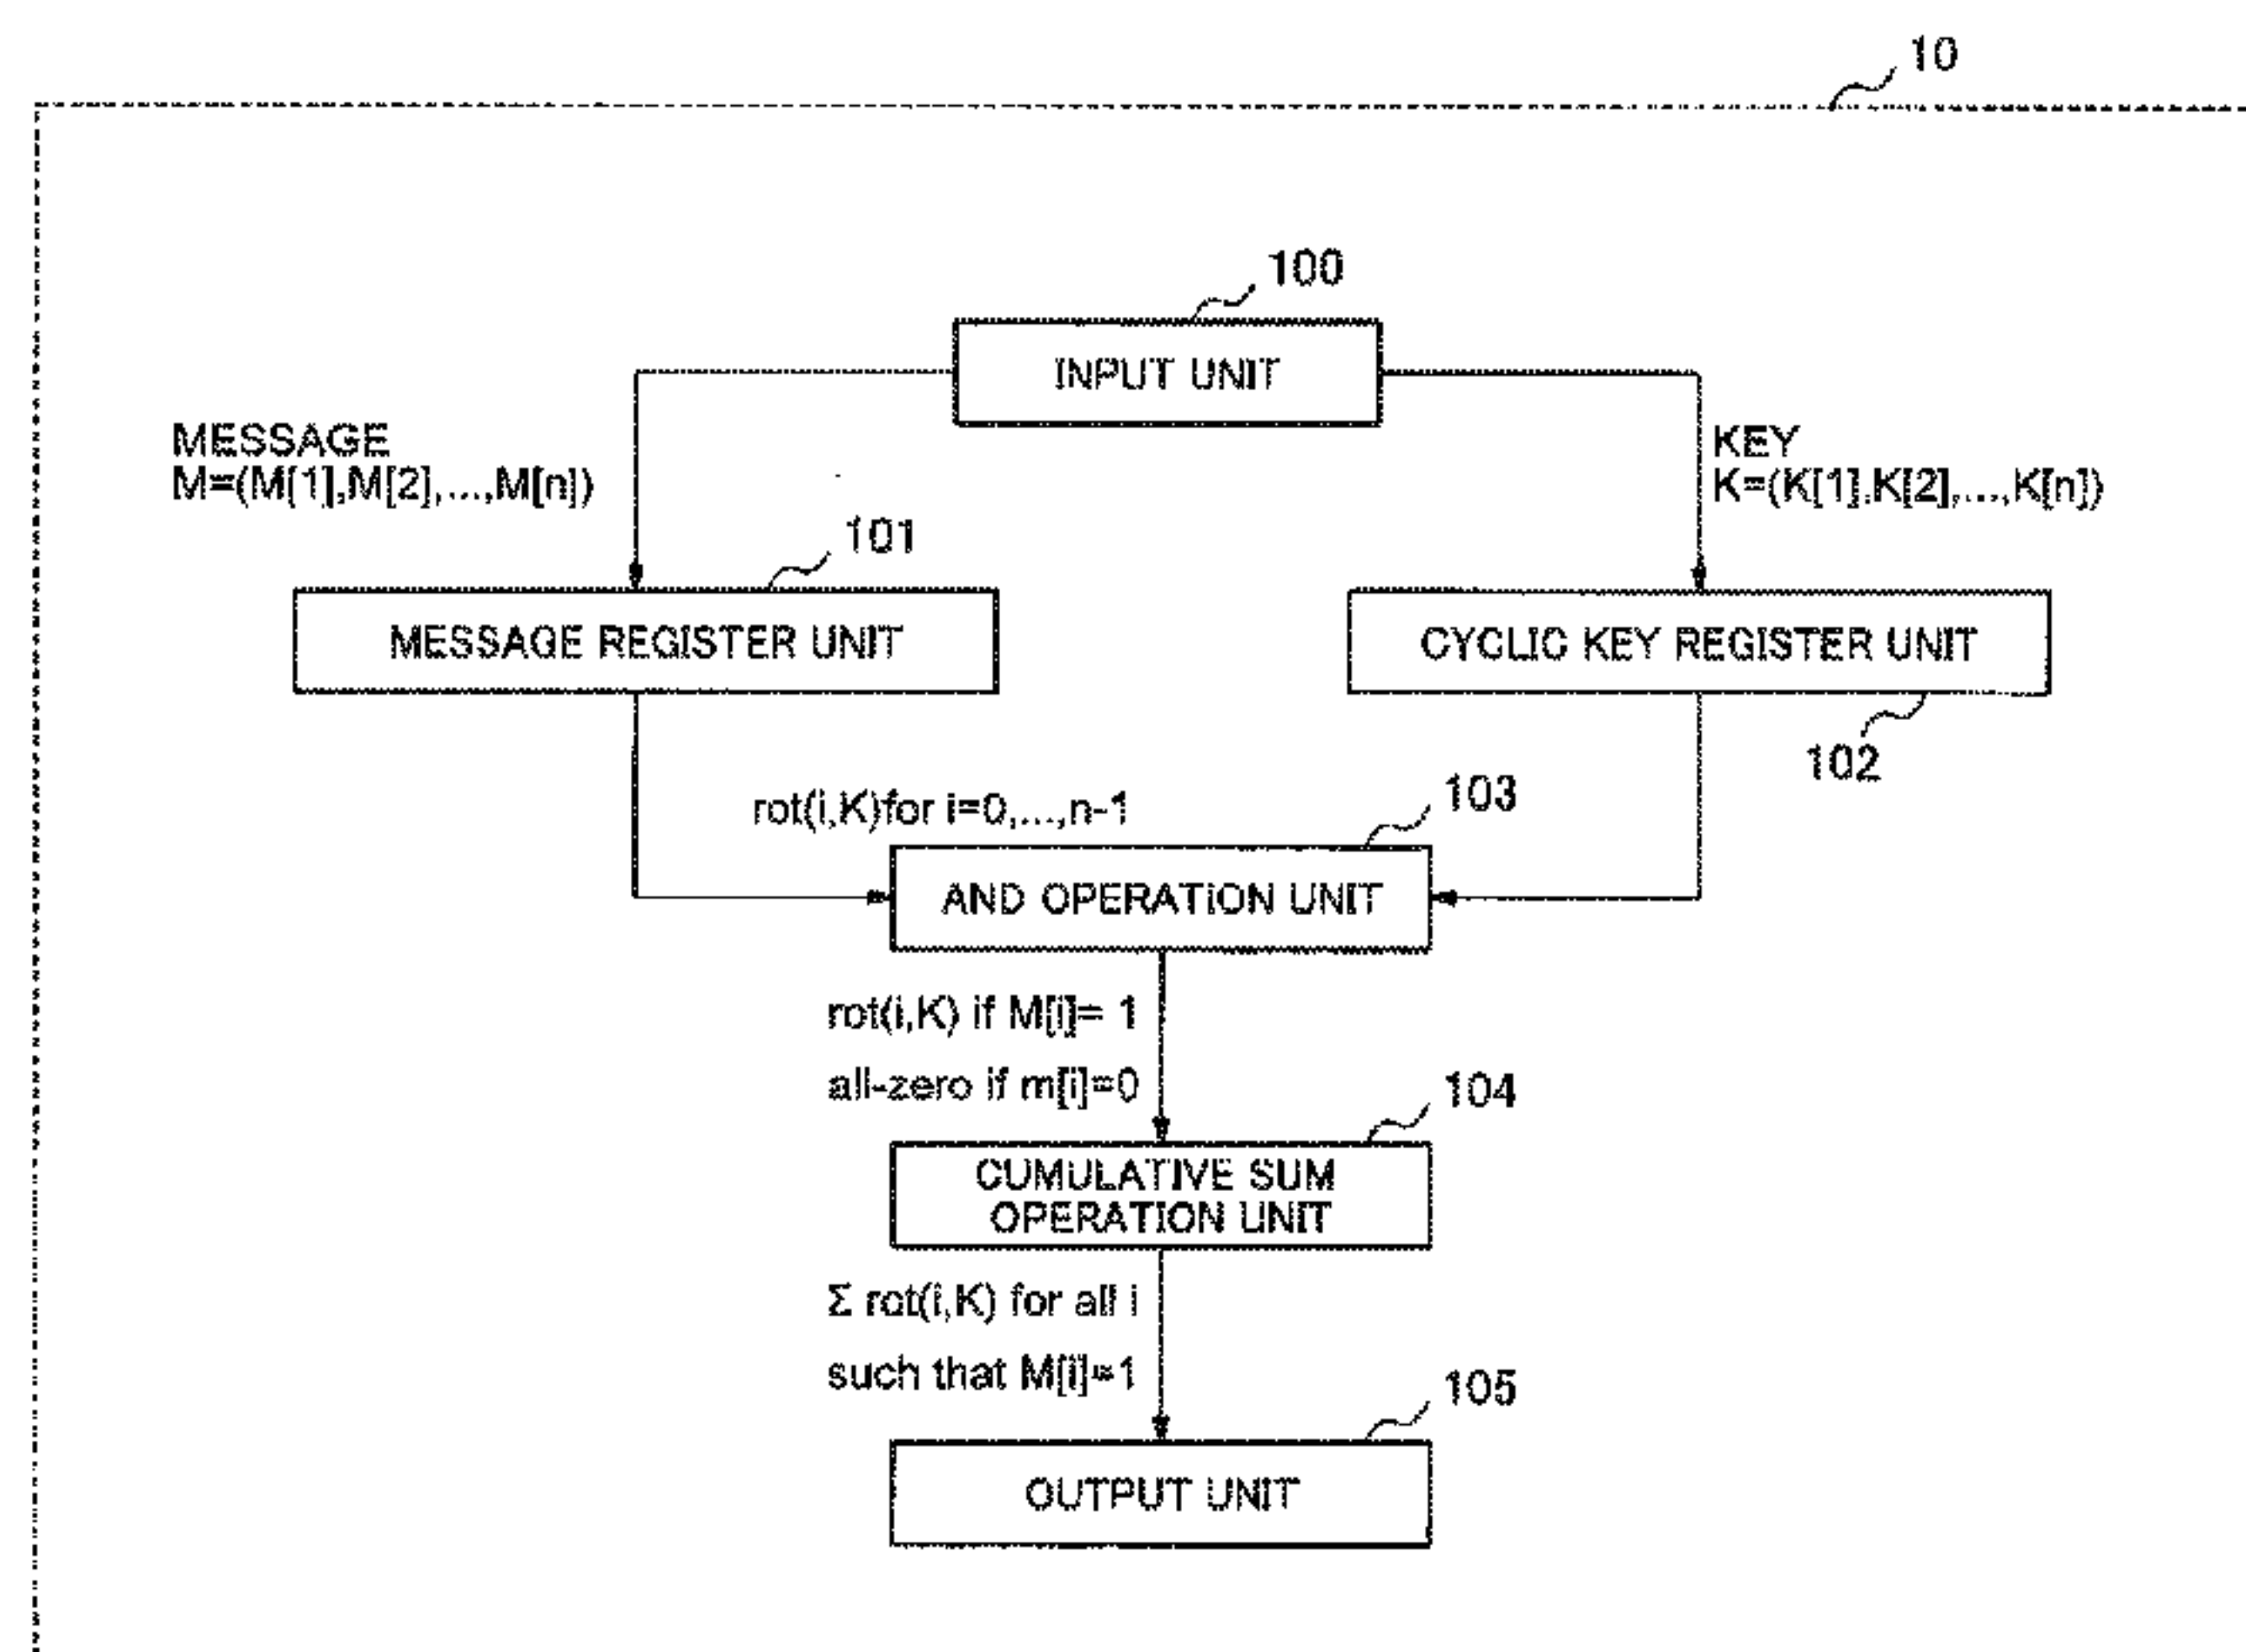 10
100
INPUT UNIT
MESSAGE
M=(M[1],M[2],...,M[n])
KEY
K=(K[1],K[2],...,K[n])
101
MESSAGE REGISTER UNIT
CYCLIC KEY REGISTER UNIT
102
rot(i,K)for i=0,...,n-1
103
AND OPERATION UNIT
rot(i,K) if M[i]= 1
all-zero if m[i]=0
104
CUMULATIVE SUM
OPERATION UNIT
Σ rot(i,K) for all i
such that M[i]=1
105
OUTPUT UNIT